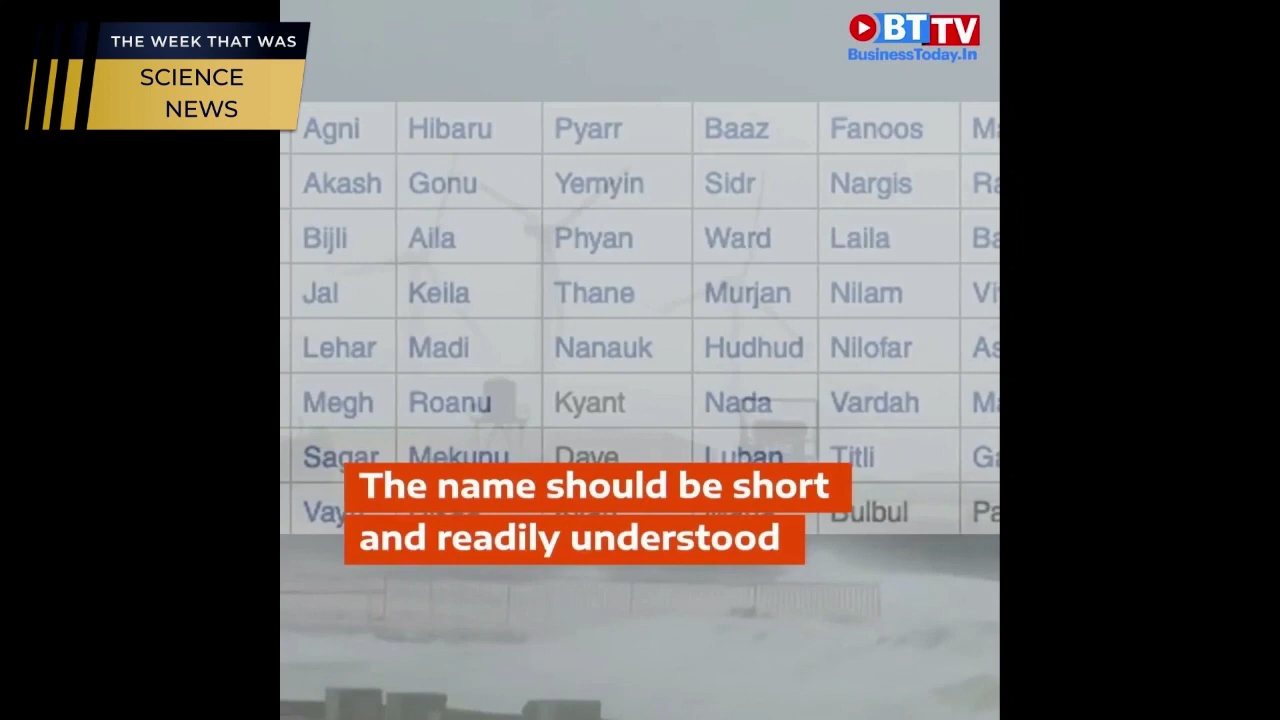 THE WEEK THAT WAS
SCIENCE
NEWS
BT TV
BusinessToday.In
Agni Hibaru Pyarr Baaz Fanoos
Akash Gonu Yemyin Sidr Nargis
Bijli Aila Phyan Ward Laila
Jal Keila Thane Murjan Nilam
Lehar Madi Nanauk Hudhud Nilofar
Megh Roanu Kyant Nada Vardah
Sagar Mekunu Daye Luban Titli
Bulbul
The name should be short
and readily understood